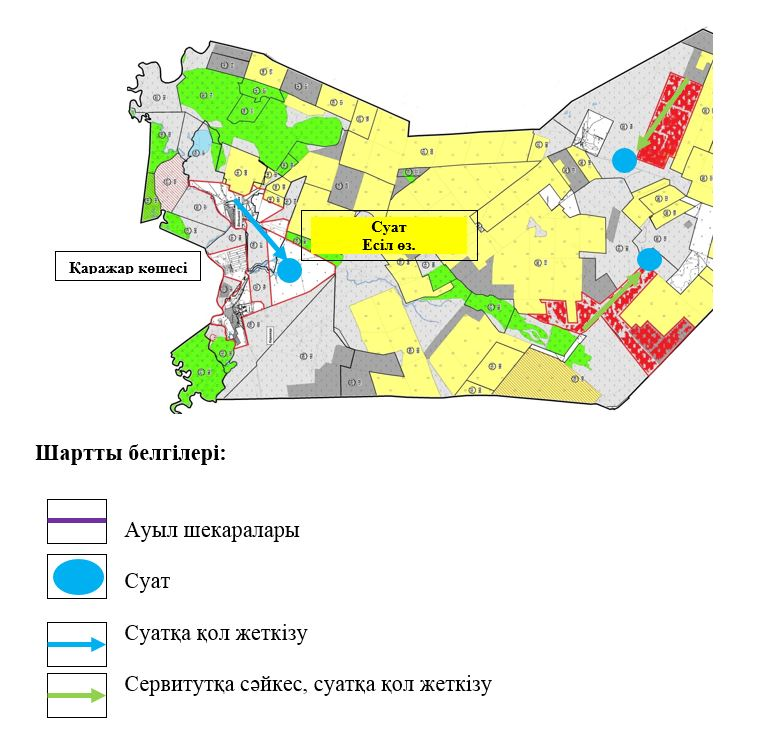 Суат
Есіл өз.
Қаражар көшесі
Шартты белгілері:
Ауыл шекаралары
Суат
Суатқа қол жеткізу
Сервитутқа сәйкес, суатқа қол жеткізу